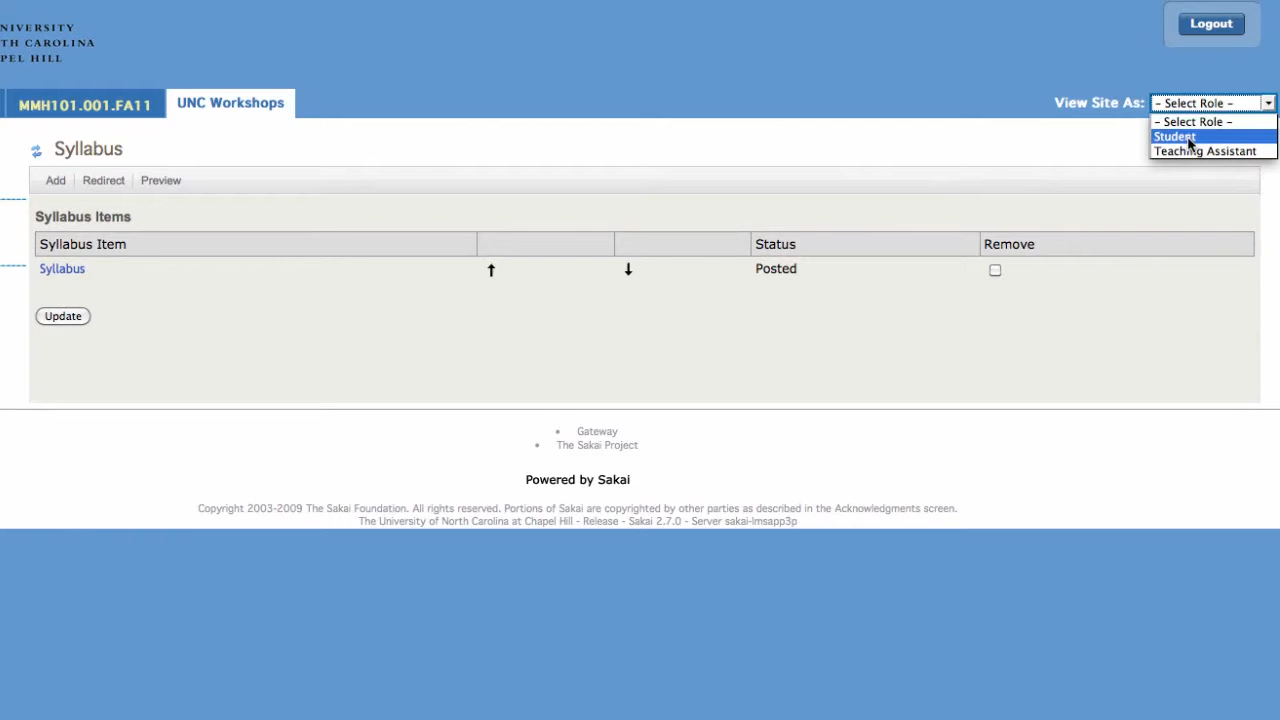 NIVERSITY
TH CAROLINA
PEL HILL
Logout
MMH101.001.FA11
UNC Workshops
View Site As:
– Select Role –
– Select Role –
Student
Teaching Assistant
Syllabus
Add
Redirect
Preview
Syllabus Items
Syllabus Item
Status
Remove
Syllabus
Posted
Update
Gateway
The Sakai Project
Powered by Sakai
Copyright 2003-2009 The Sakai Foundation. All rights reserved. Portions of Sakai are copyrighted by other parties as described in the Acknowledgments screen.
The University of North Carolina at Chapel Hill - Release - Sakai 2.7.0 - Server sakai-lmsapp3p